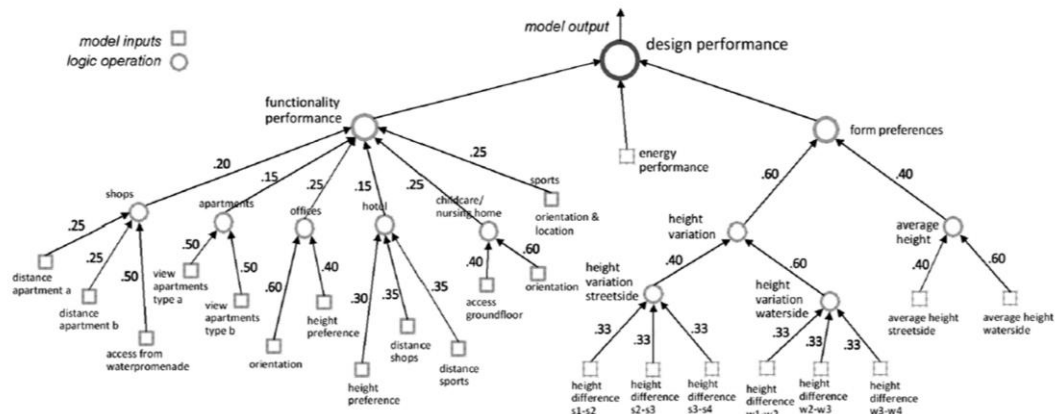 model output
design performance
model inputs
logic operation
functionality
performance
form preferences
energy
performance
.20
.15
.25
.15
.25
.25
.60
.40
shops
apartments
offices
hotel
childcare/
nursing home
sports
orientation &
location
height
variation
average
height
.25
.25
.50
.50
.50
.60
.40
.30
.35
.35
.40
.60
.40
.60
.40
.60
distance
apartment a
distance
apartment b
access from
waterpromenade
view
apartments
type a
view
apartments
type b
orientation
height
preference
height
preference
distance
shops
distance
sports
access
groundfloor
orientation
height
variation
streetside
height
variation
waterside
average height
streetside
average height
waterside
.33
.33
.33
.33
.33
.33
height
difference
s1-s2
height
difference
s2-s3
height
difference
s3-s4
height
difference
w1-w2
height
difference
w2-w3
height
difference
w3-w4